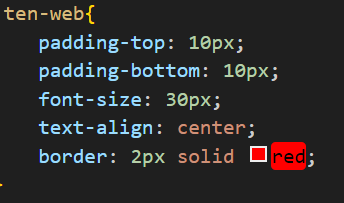 ten-web{
padding-top: 10px;
padding-bottom: 10px;
font-size: 30px;
text-align: center;
border: 2px solid red;